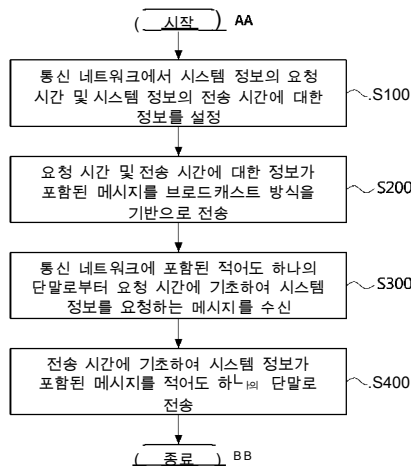 시작 AA
통신 네트워크에서 시스템 정보의 요청
시간 및 시스템 정보의 전송 시간에 대한
정보를 설정
S100
요청 시간 및 전송 시간에 대한 정보가
포함된 메시지를 브로드캐스트 방식을
기반으로 전송
S200
통신 네트워크에 포함된 적어도 하나의
단말로부터 요청 시간에 기초하여 시스템
정보를 요청하는 메시지를 수신
S300
전송 시간에 기초하여 시스템 정보가
포함된 메시지를 적어도 하나의 단말로
전송
S400
종료 BB